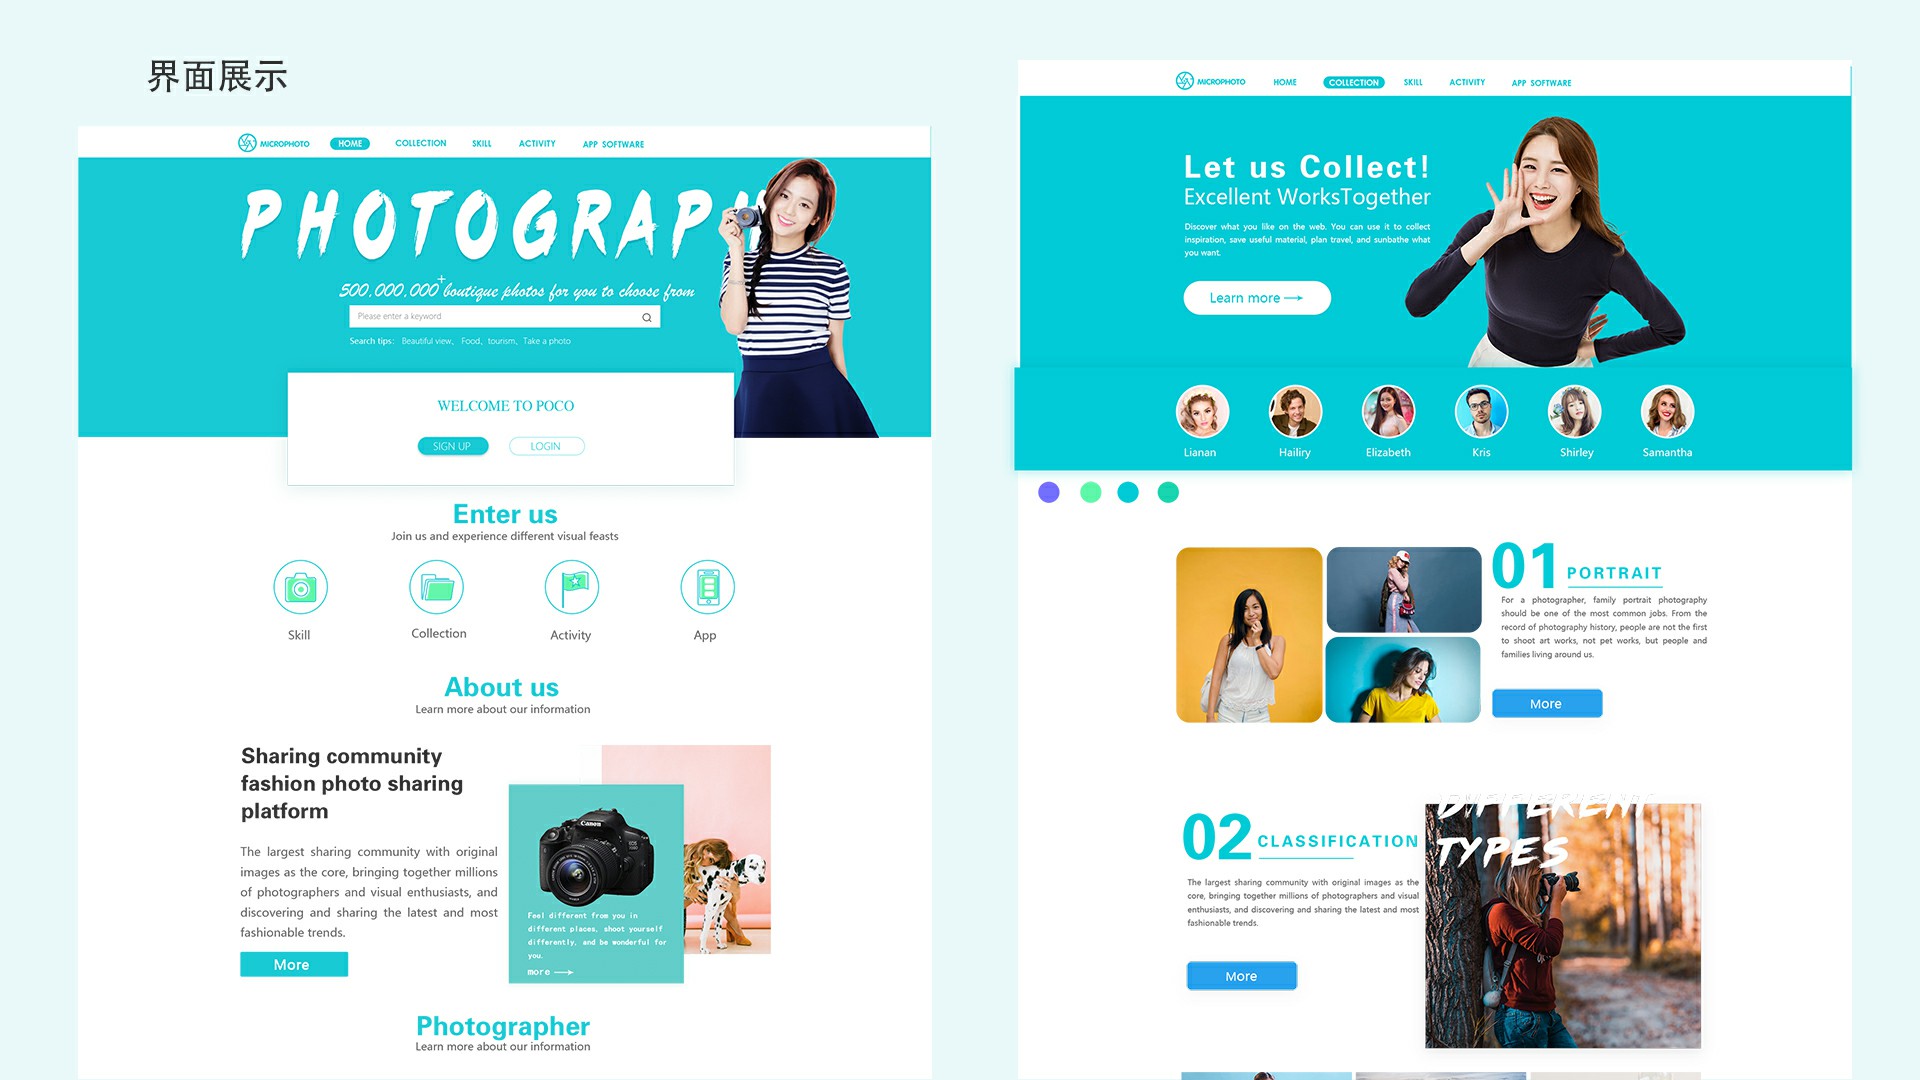 界面展示
MICROPHOTO
HOME
COLLECTION
SKILL
ACTIVITY
APP SOFTWARE
PHOTOGRAPH
500,000,000+ boutique photos for you to choose from
Please enter a keyword
Search tips: Beautiful view、 Food、tourism、Take a photo
WELCOME TO POCO
SIGN UP
LOGIN
Enter us
Join us and experience different visual feasts
Skill
Collection
Activity
App
About us
Learn more about our information
Sharing community
fashion photo sharing
platform
The largest sharing community with original
images as the core, bringing together millions
of photographers and visual enthusiasts, and
discovering and sharing the latest and most
fashionable trends.
More
Canon
EOS
Feel different from you in
different places, shoot yourself
differently, and be wonderful for
you.
more
Photographer
Learn more about our information
MICROPHOTO
HOME
COLLECTION
SKILL
ACTIVITY
APP SOFTWARE
Let us Collect!
Excellent WorksTogether
Discover what you like on the web. You can use it to collect
inspiration, save useful material, plan travel, and sunbathe what
you want.
Learn more
Lianan
Hailiry
Elizabeth
Kris
Shirley
Samantha
01 PORTRAIT
For a photographer, family portrait photography
should be one of the most common jobs. From the
record of photography history, people are not the first
to shoot art works, not pet works, but people and
families living around us.
More
02 CLASSIFICATION
The largest sharing community with original images as the
core, bringing together millions of photographers and visual
enthusiasts, and discovering and sharing the latest and most
fashionable trends.
More
DIFFERENT
TYPES